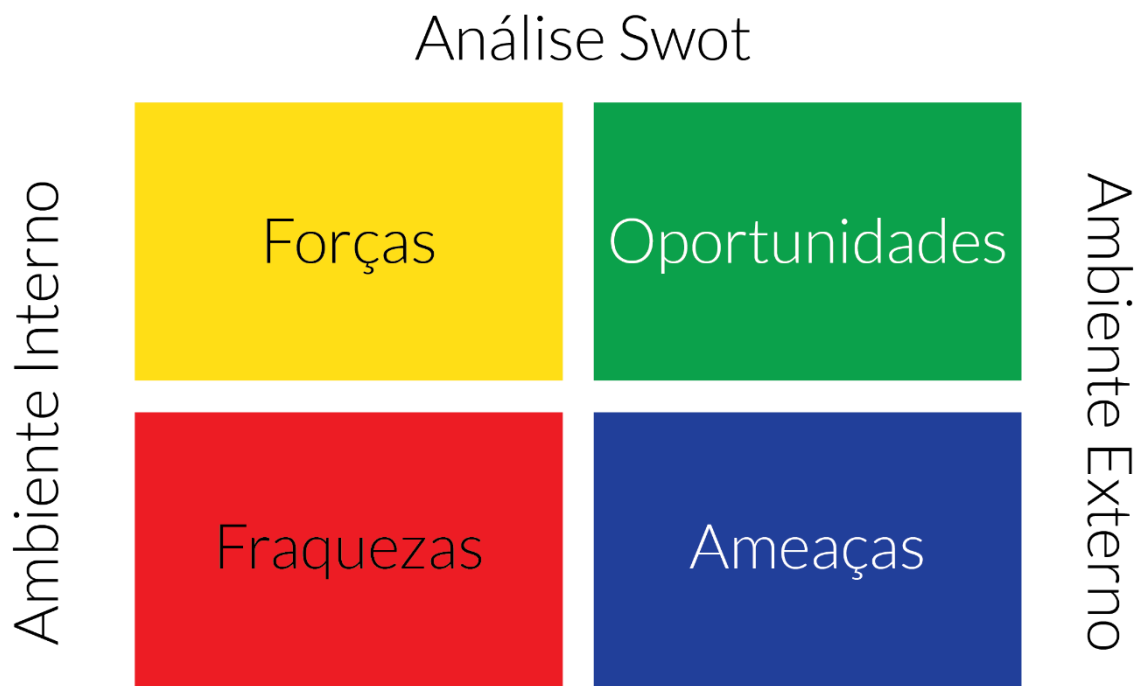 Análise Swot
Ambiente Interno
Forças
Oportunidades
Fraquezas
Ameaças
Ambiente Externo